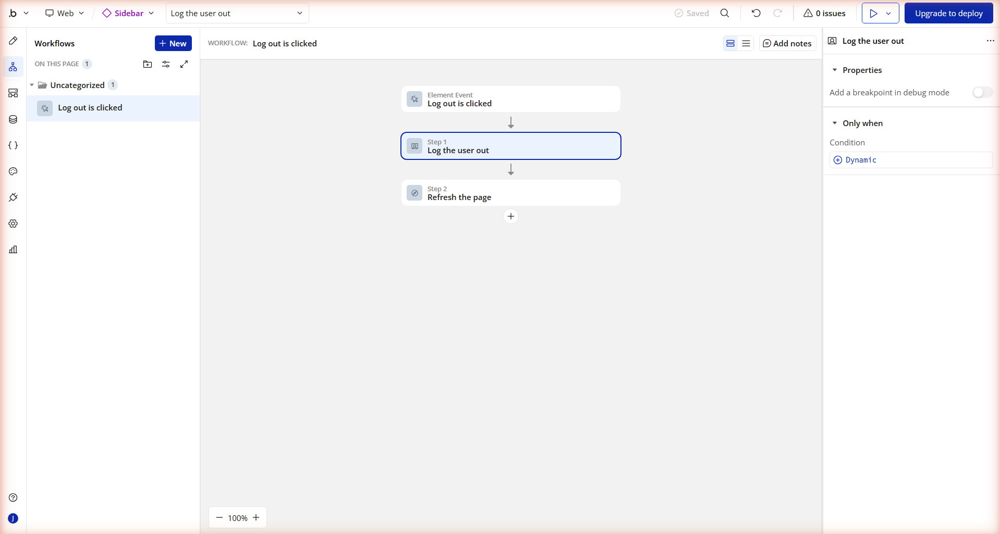 .b
Web
Sidebar
Log the user out
Saved
0 issues
Upgrade to deploy
Workflows
New
ON THIS PAGE 1
Uncategorized 1
Log out is clicked
WORKFLOW: Log out is clicked
Add notes
Element Event
Log out is clicked
Step 1
Log the user out
Step 2
Refresh the page
100%
J
Log the user out
Properties
Add a breakpoint in debug mode
Only when
Condition
Dynamic